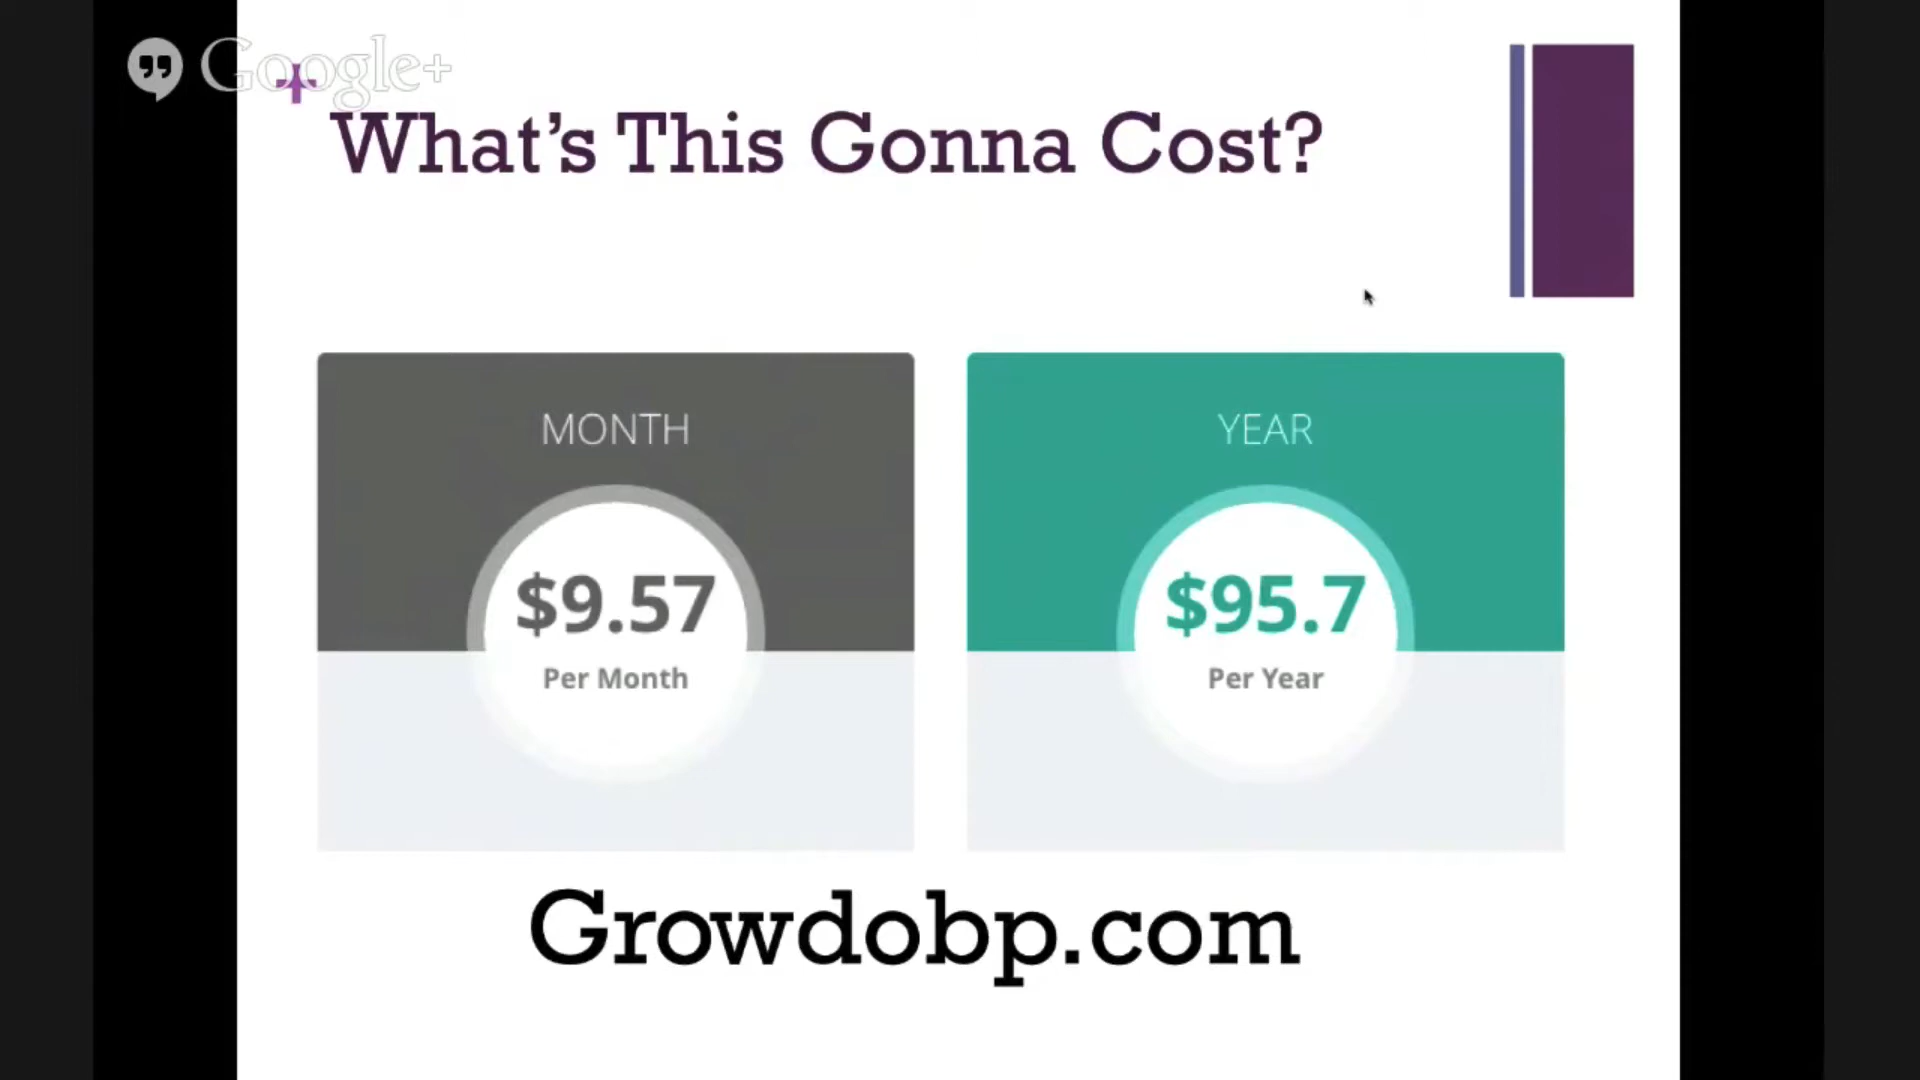 Google+
+
What's This Gonna Cost?
MONTH
$9.57
Per Month
YEAR
$95.7
Per Year
Growdobp.com